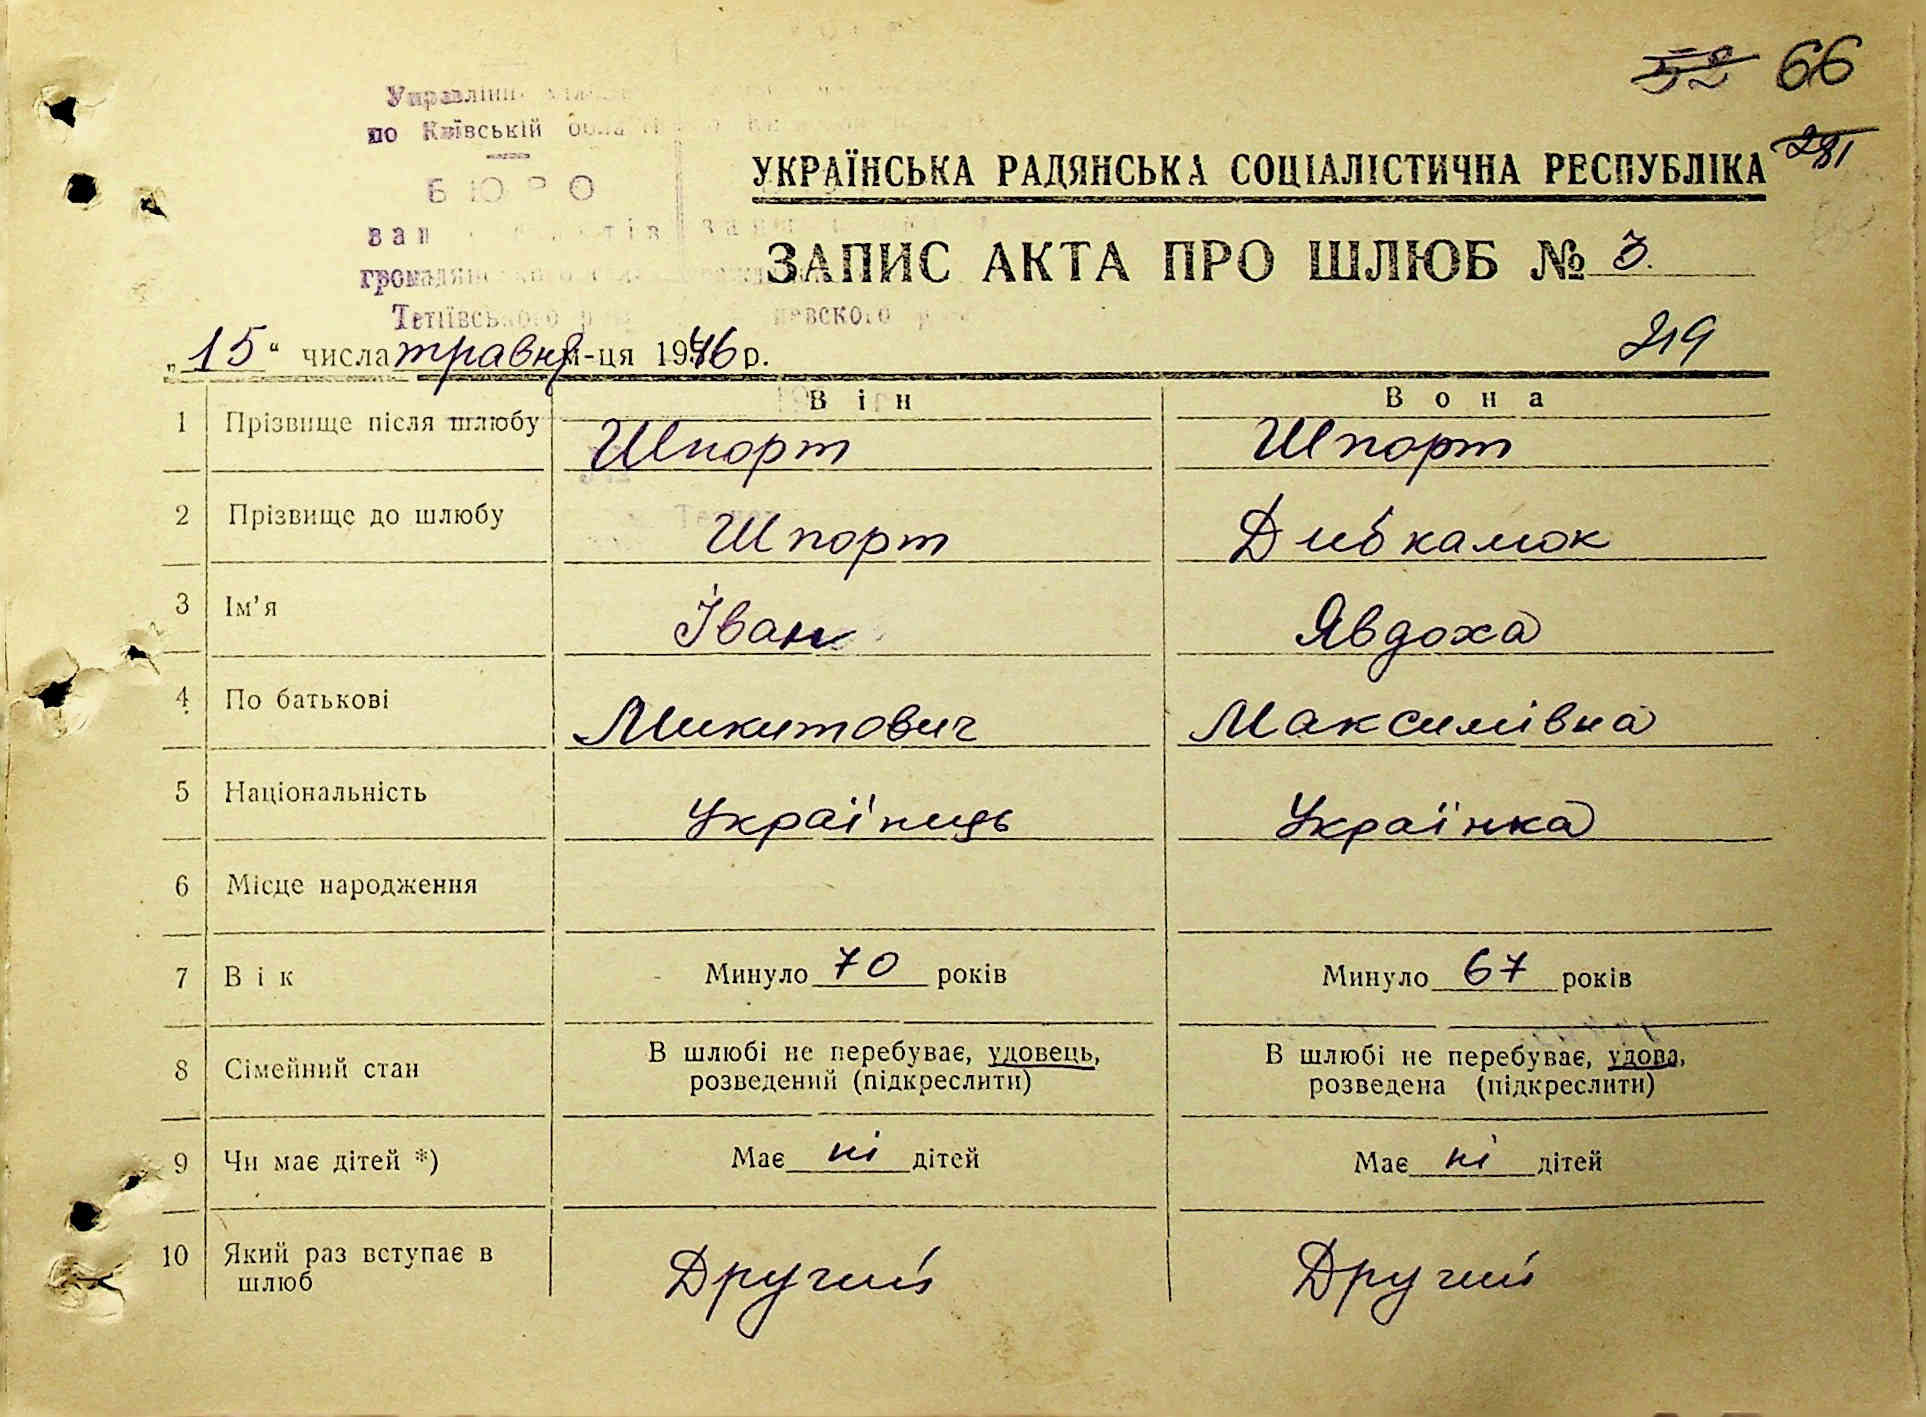 52 66
УКРАЇНСЬКА РАДЯНСЬКА СОЦІАЛІСТИЧНА РЕСПУБЛІКА 281
Управлінн
по Київській обла
БЮРО
ЗАПИС АКТА ПРО ШЛЮБ № 3.
Тетіївського
„15“ числа травня м-ця 1946 р. 219
Він Вона
1 Прізвище після шлюбу Шпорт Шпорт
2 Прізвище до шлюбу Шпорт Дибкалюк
3 Ім'я Іван Явдоха
4 По батькові Микитович Максимівна
5 Національність Українець Українка
6 Місце народження
7 Вік Минуло 70 років Минуло 67 років
8 Сімейний стан В шлюбі не перебуває, удовець, розведений (підкреслити) В шлюбі не перебуває, удова, розведена (підкреслити)
9 Чи має дітей *) Має ні дітей Має ні дітей
10 Який раз вступає в шлюб Другий Другий